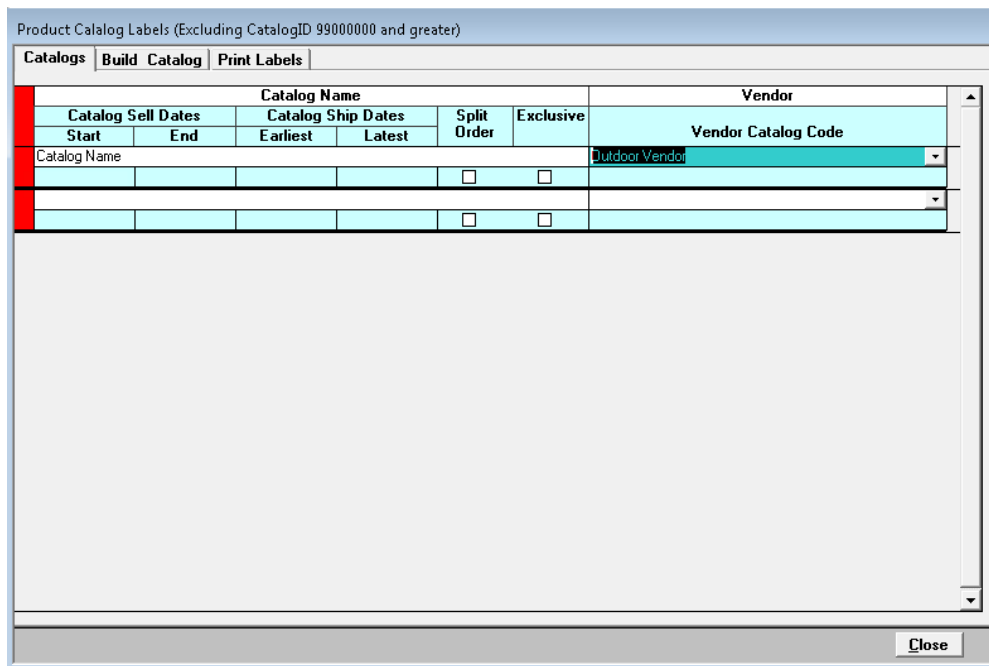 Product Calalog Labels (Excluding CatalogID 99000000 and greater)
Catalogs Build Catalog Print Labels
Catalog Name Vendor
Catalog Sell Dates Catalog Ship Dates Split Order Exclusive Vendor Catalog Code
Start End Earliest Latest
Catalog Name Outdoor Vendor
Close